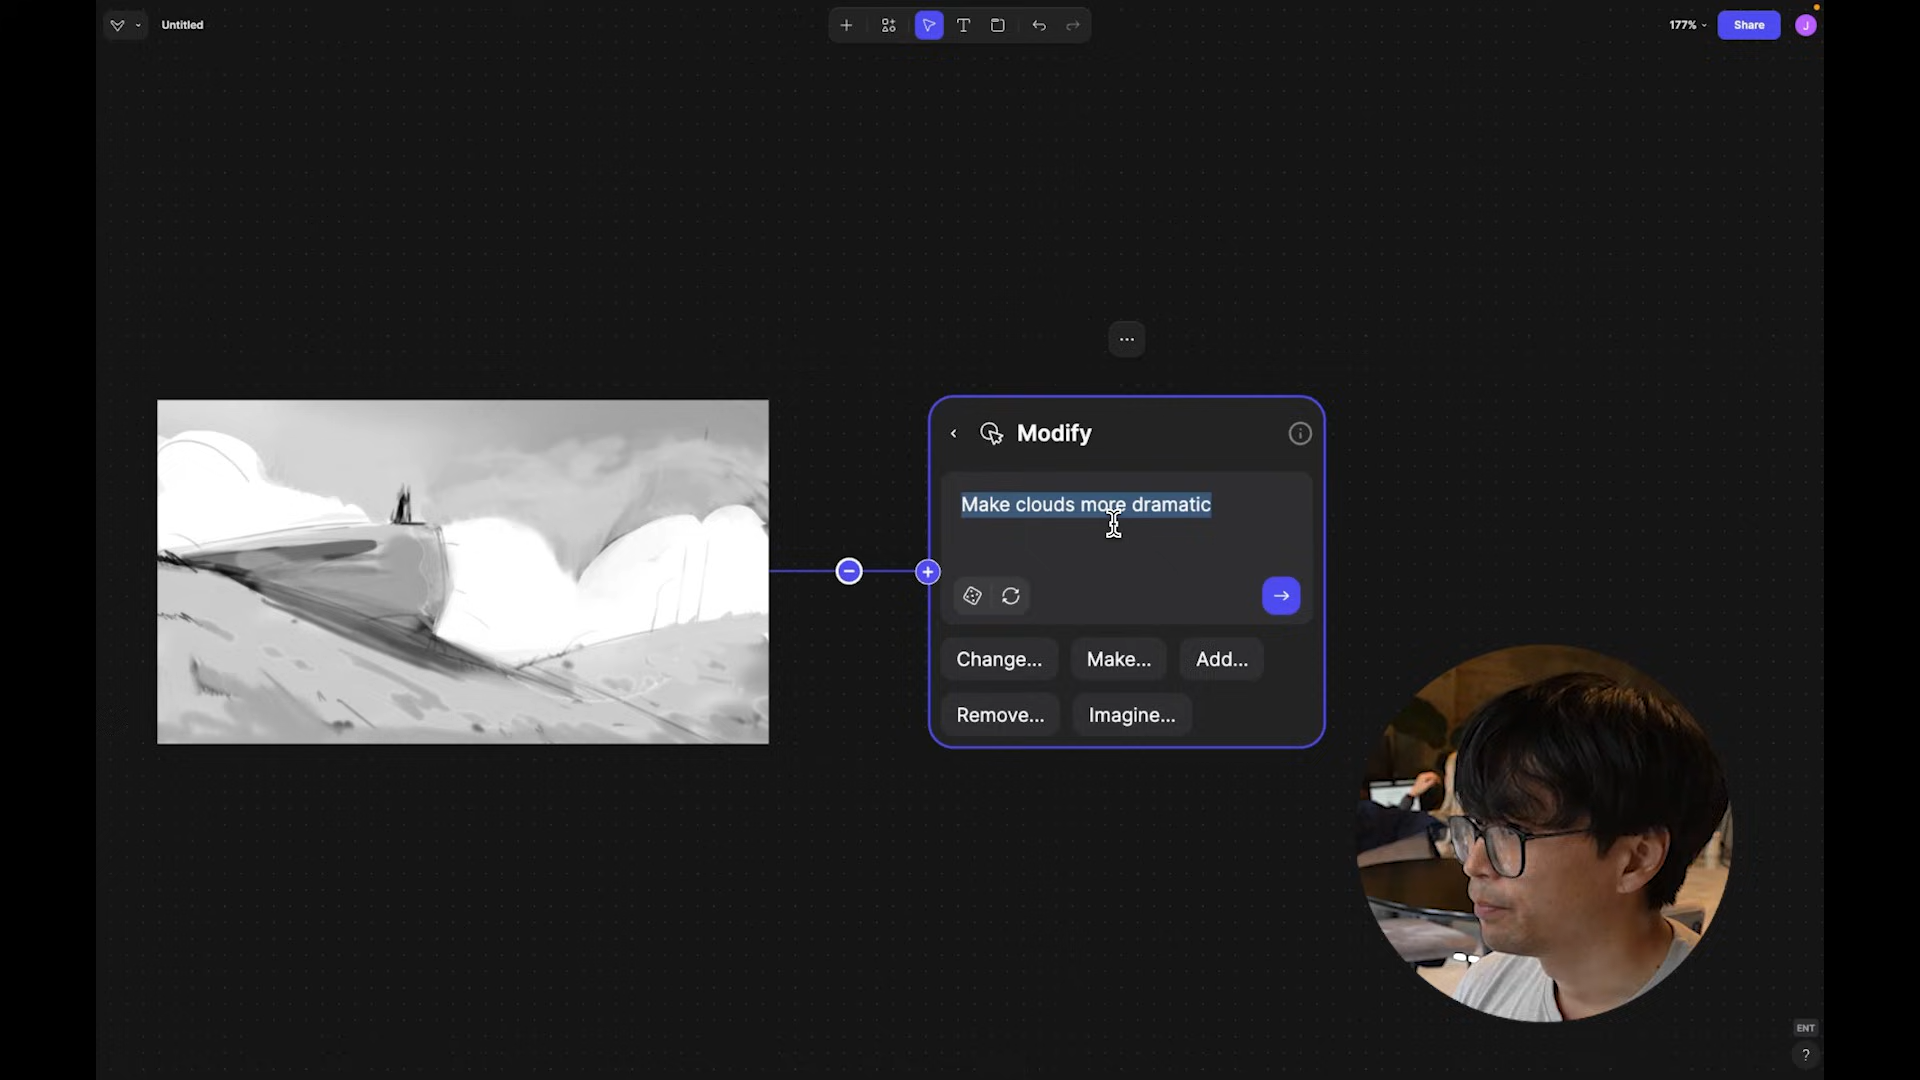 Untitled
177%
Share
J
Modify
Make clouds more dramatic
Change...
Make...
Add...
Remove...
Imagine...
ENT
?